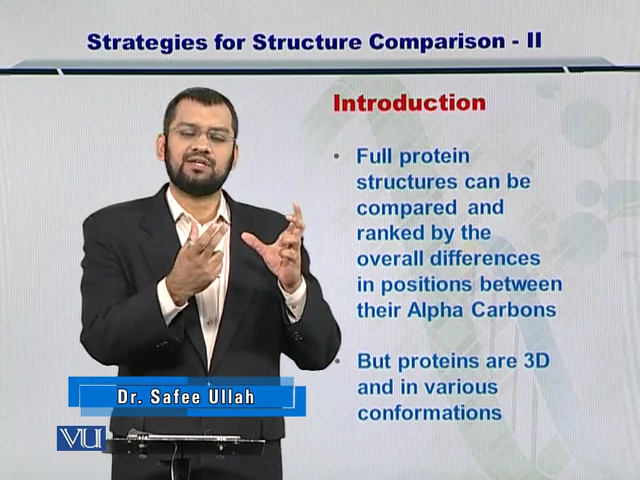 Strategies for Structure Comparison - II
Introduction
• Full protein
structures can be
compared and
ranked by the
overall differences
in positions between
their Alpha Carbons
• But proteins are 3D
and in various
conformations
Dr. Safee Ullah
VU